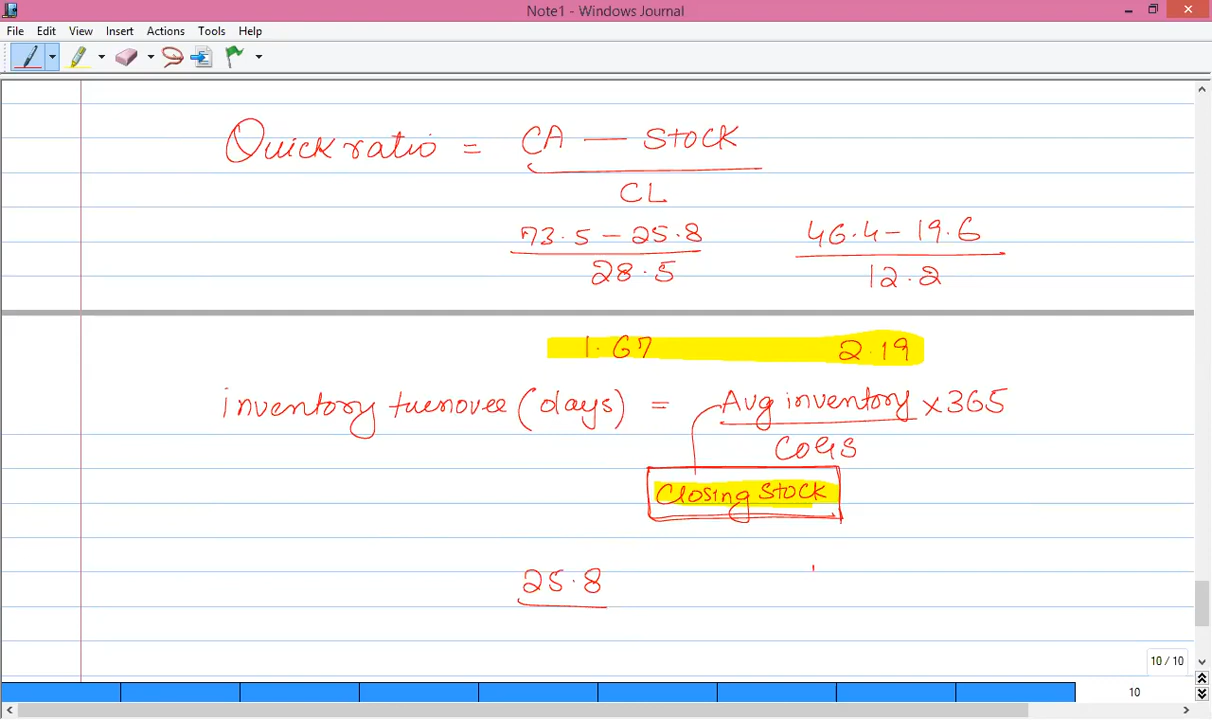 Note1 - Windows Journal
File Edit View Insert Actions Tools Help
Quick ratio = CA — Stock
CL
73.5 - 25.8 46.4 - 19.6
28.5 12.2
1.67 2.19
inventory turnover (days) = Avg inventory x 365
COGS
Closing Stock
25.8
10 / 10
10